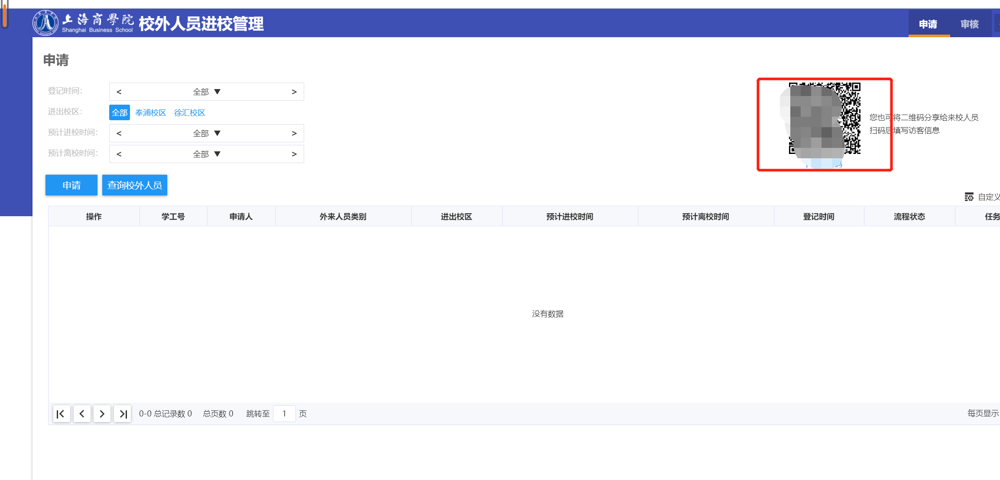 上海商學院
Shanghai Business School
校外人员进校管理
申请 审核
申请
登记时间:
< 全部 ▼ >
进出校区:
全部 奉浦校区 徐汇校区
预计进校时间:
< 全部 ▼ >
预计离校时间:
< 全部 ▼ >
您也可将二维码分享给来校人员
扫码后填写访客信息
码
申请 查询校外人员
自定义
操作 学工号 申请人 外来人员类别 进出校区 预计进校时间 预计离校时间 登记时间 流程状态 任务
没有数据
0-0 总记录数 0 总页数 0 跳转至 1 页
每页显示